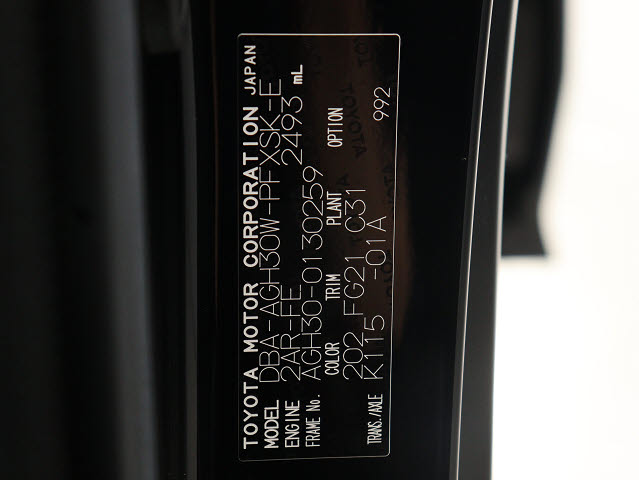 TOYOTA MOTOR CORPORATION JAPAN
MODEL DBA-AGH30W-PFXSK-E
ENGINE 2AR-FE 2493 mL
FRAME No. AGH30-0130259
COLOR TRIM PLANT OPTION
202 FG21 C31 992
TRANS./AXLE K115 -01A